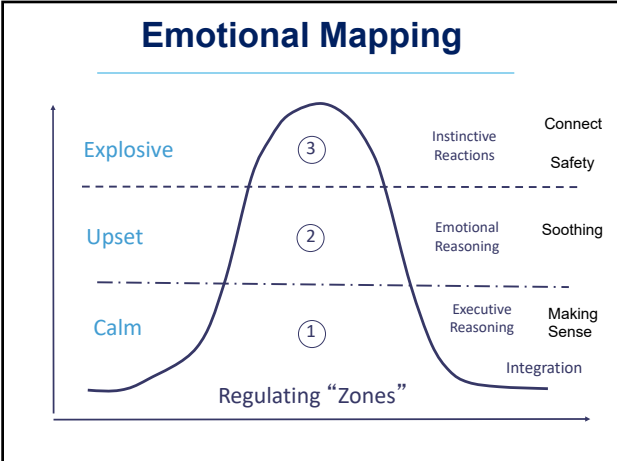 Emotional Mapping
Connect
Explosive
3
Instinctive
Reactions
Safety
Upset
2
Emotional
Reasoning
Soothing
Calm
1
Executive
Reasoning
Making
Sense
Integration
Regulating “Zones”